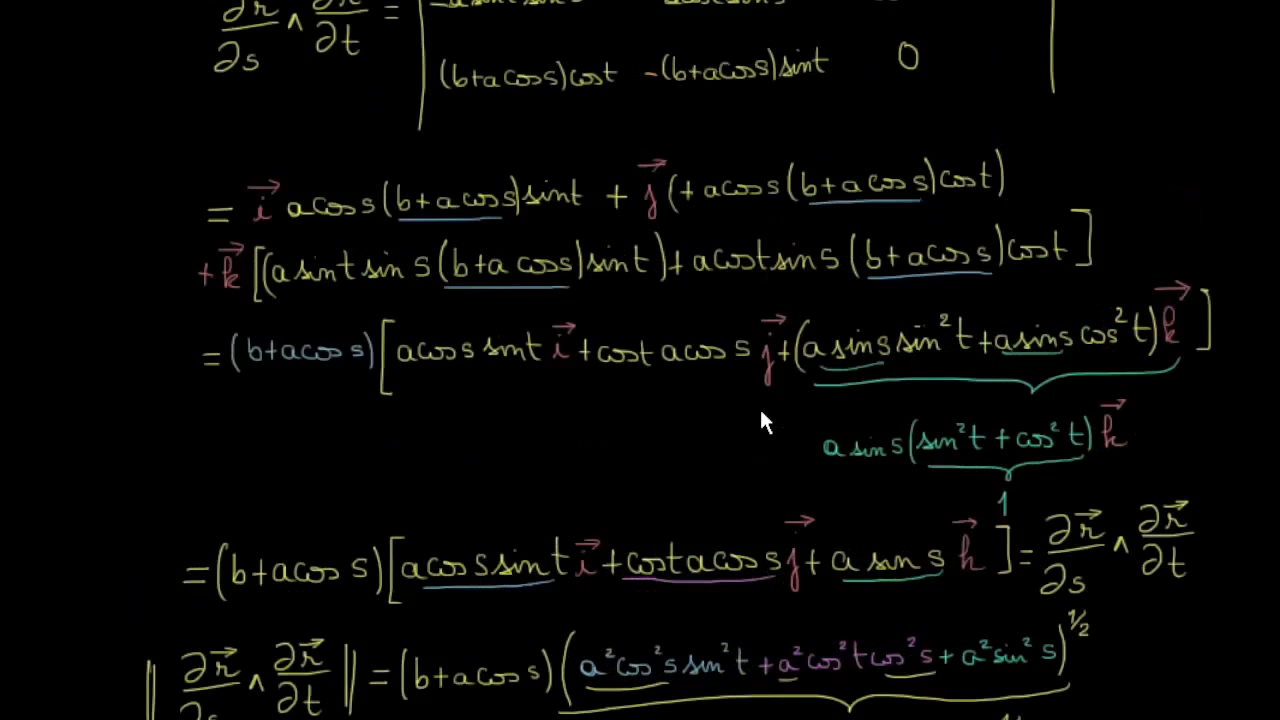 ∂r⃗/∂s ∧ ∂r⃗/∂t =
(b+a cos s)cos t  -(b+a cos s)sin t  0
= i⃗ a cos s (b+a cos s) sin t + j⃗ (+ a cos s (b+a cos s) cos t)
+ k⃗ [(a sin t sin s (b+a cos s) sin t) + a cos t sin s (b+a cos s) cos t]
= (b+a cos s) [a cos s sin t i⃗ + cos t a cos s j⃗ + (a sin s sin² t + a sin s cos² t) k⃗]
a sin s (sin² t + cos² t) k⃗
1
= (b+a cos s) [a cos s sin t i⃗ + cos t a cos s j⃗ + a sin s k⃗] = ∂r⃗/∂s ∧ ∂r⃗/∂t
‖∂r⃗/∂s ∧ ∂r⃗/∂t‖ = (b+a cos s) (a² cos² s sin² t + a² cos² t cos² s + a² sin² s)^1/2